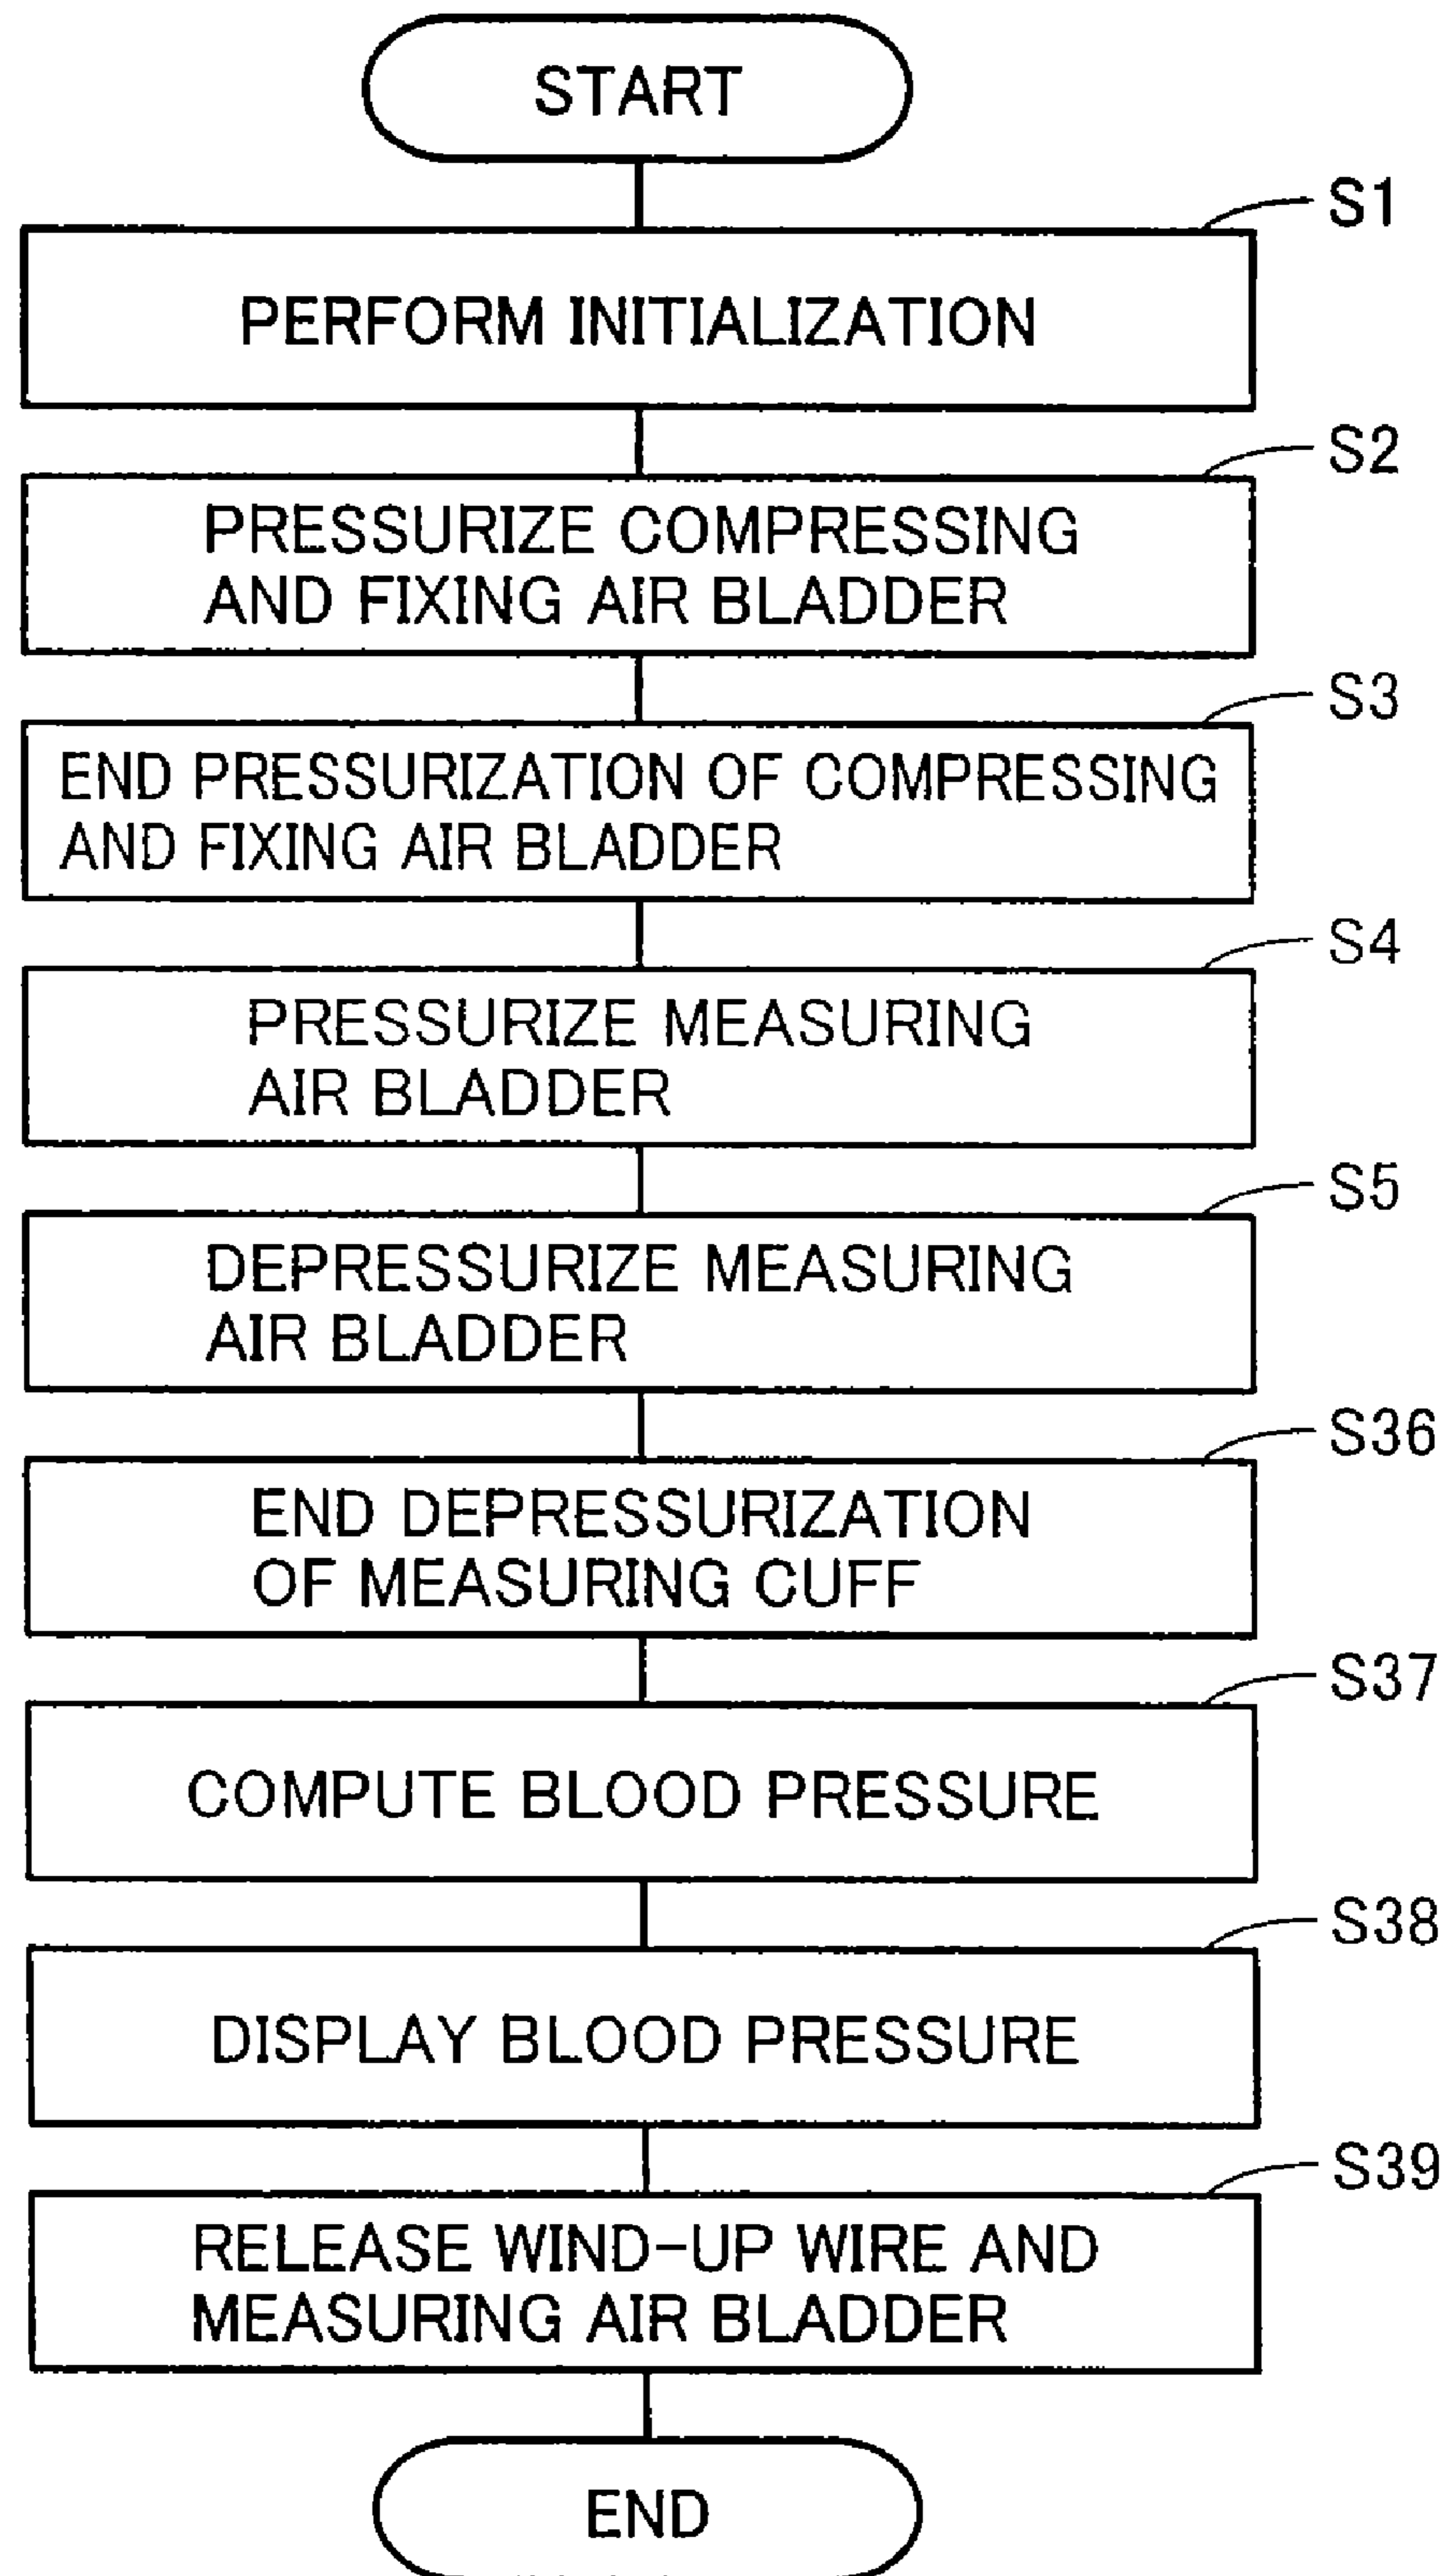 START
S1
PERFORM INITIALIZATION
S2
PRESSURIZE COMPRESSING
AND FIXING AIR BLADDER
S3
END PRESSURIZATION OF COMPRESSING
AND FIXING AIR BLADDER
S4
PRESSURIZE MEASURING
AIR BLADDER
S5
DEPRESSURIZE MEASURING
AIR BLADDER
S36
END DEPRESSURIZATION
OF MEASURING CUFF
S37
COMPUTE BLOOD PRESSURE
S38
DISPLAY BLOOD PRESSURE
S39
RELEASE WIND-UP WIRE AND
MEASURING AIR BLADDER
END